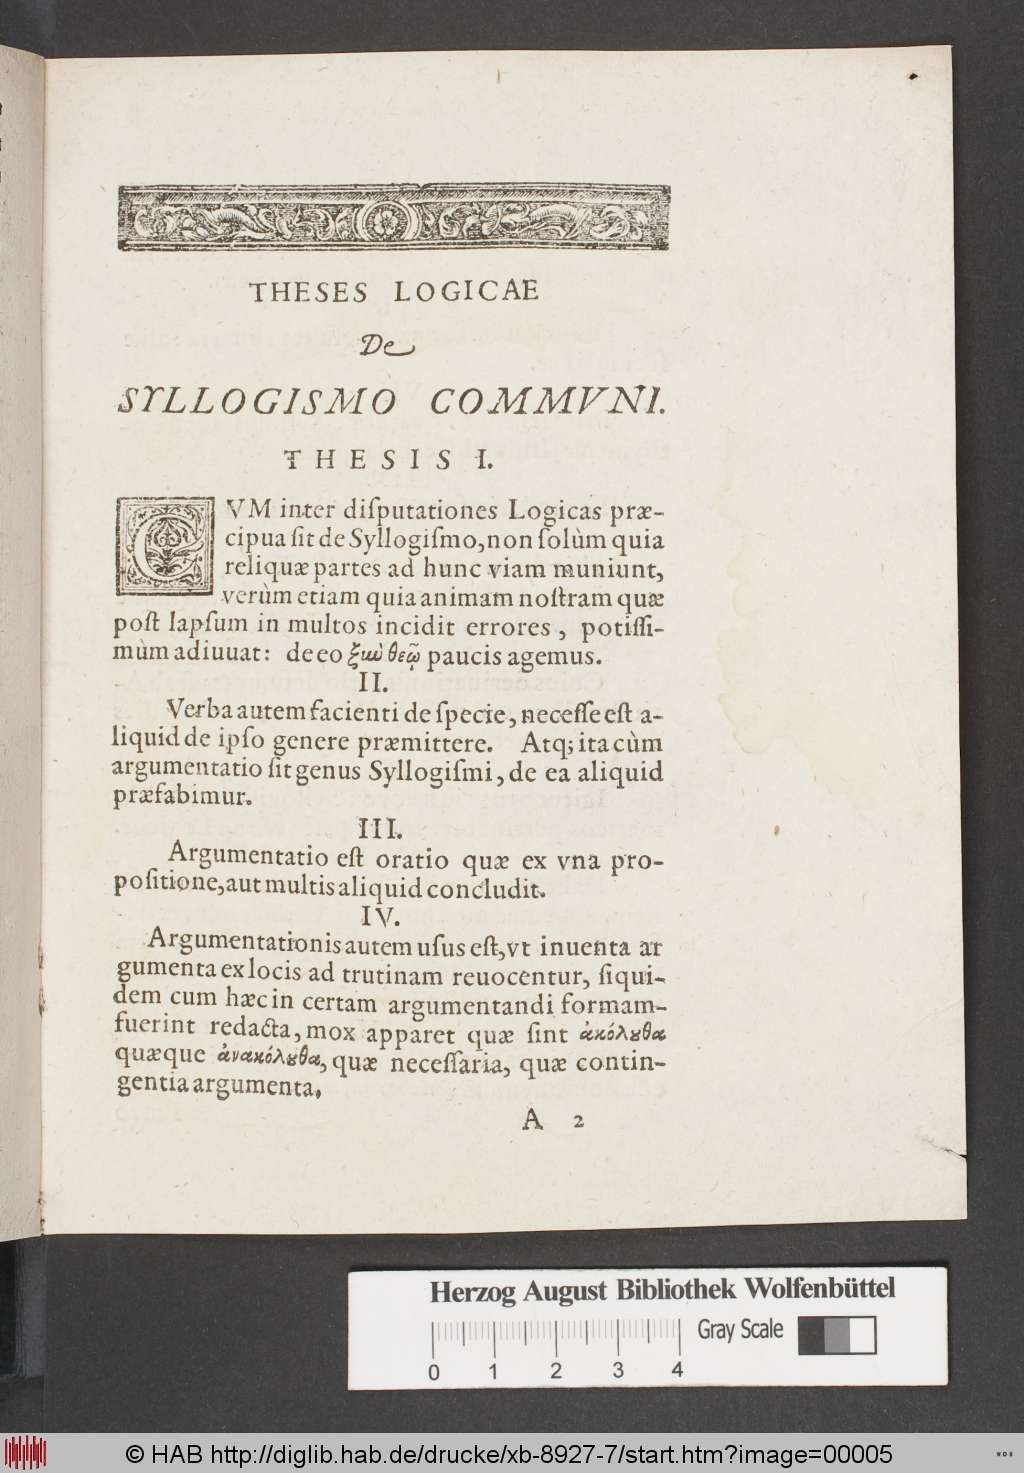 THESES LOGICAE
De
SYLLOGISMO COMMVNI.
THESIS I.
CVM inter diſputationes Logicas præ-
cipua ſit de Syllogiſmo, non ſolùm quia
reliquæ partes ad hunc viam muniunt,
verùm etiam quia animam noſtram quæ
poſt lapſum in multos incidit errores, potiſſi-
mùm adiuuat: de eo ξιωὺ θεῷ paucis agemus.
II.
Verba autem facienti de ſpecie, neceſſe eſt a-
liquid de ipſo genere præmittere. Atq; ita cùm
argumentatio ſit genus Syllogiſmi, de ea aliquid
præfabimur.
III.
Argumentatio eſt oratio quæ ex vna pro-
poſitione, aut multis aliquid concludit.
IV.
Argumentationis autem uſus eſt, vt inuenta ar
gumenta ex locis ad trutinam reuocentur, ſiqui-
dem cum hæc in certam argumentandi formam-
fuerint redacta, mox apparet quæ ſint ἀκόλȣθα
quæque ἀνακόλȣθα, quæ neceſſaria, quæ contin-
gentia argumenta.
A 2
Herzog August Bibliothek Wolfenbüttel
Gray Scale
0 1 2 3 4
© HAB http://diglib.hab.de/drucke/xb-8927-7/start.htm?image=00005